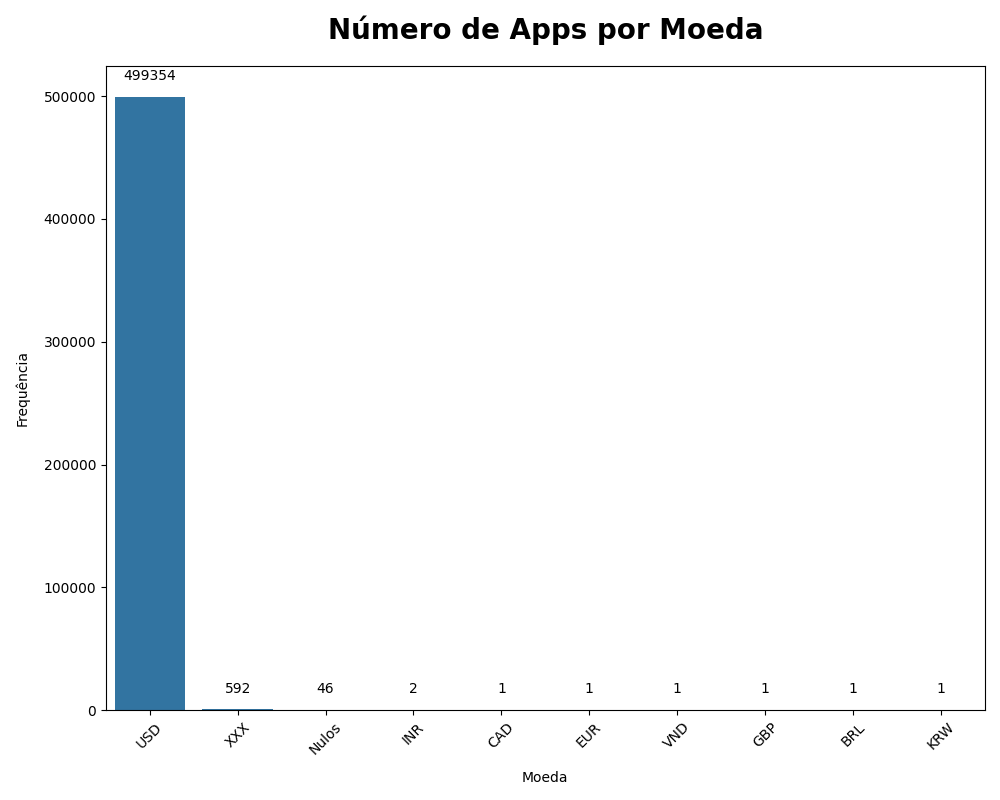 Número de Apps por Moeda
499354
500000
400000
300000
200000
100000
0
Frequência
592
46
2
1
1
1
1
1
1
USD
XXX
Nulos
INR
CAD
EUR
VND
GBP
BRL
KRW
Moeda